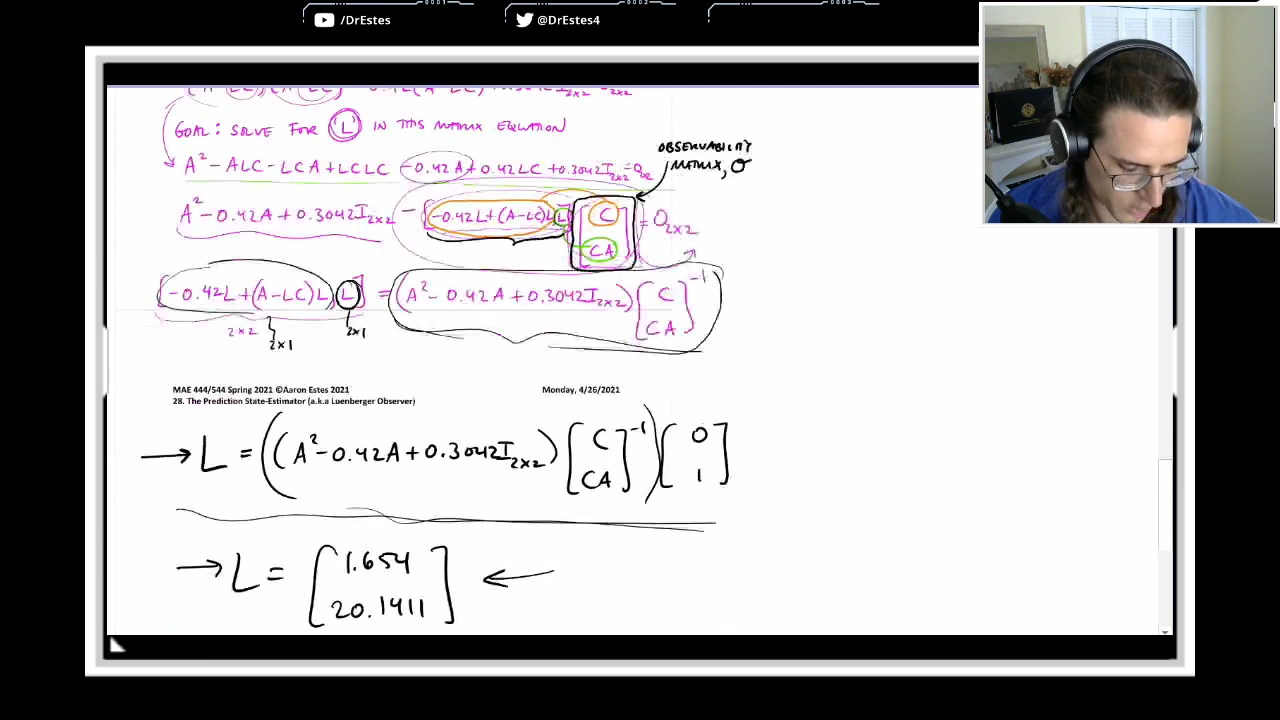 0001
0002
0003
/DrEstes
@DrEstes4
GOAL: SOLVE FOR "L" IN THIS MATRIX EQUATION
OBSERVABILITY
MATRIX, O
A² - ALC - LCA + LCLC - 0.42A + 0.42LC + 0.3042I₂ₓ₂ = 0₂ₓ₂
A² - 0.42A + 0.3042I₂ₓ₂ - [-0.42L + (A-LC)L L] [C
CA] = 0₂ₓ₂
[-0.42L + (A-LC)L, L] = (A² - 0.42A + 0.3042I₂ₓ₂) [C
CA]⁻¹
2x2
2x1
2x1
MAE 444/544 Spring 2021 ©Aaron Estes 2021
Monday, 4/26/2021
28. The Prediction State-Estimator (a.k.a Luenberger Observer)
→ L = ((A² - 0.42A + 0.3042I₂ₓ₂) [C
CA]⁻¹) [0
1]
→ L = [1.654
20.1411] ←